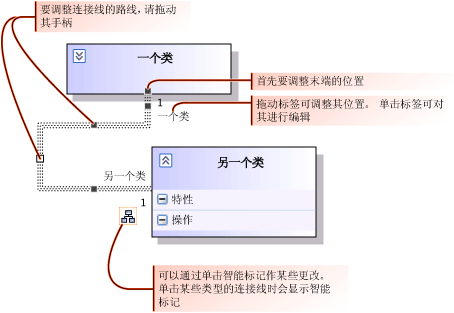 要调整连接线的路线，请拖动
其手柄
一个类
首先要调整末端的位置
1
一个类
拖动标签可调整其位置。 单击标签可对
其进行编辑
另一个类
另一个类
特性
操作
1
可以通过单击智能标记作某些更改。
单击某些类型的连接线时会显示智能
标记